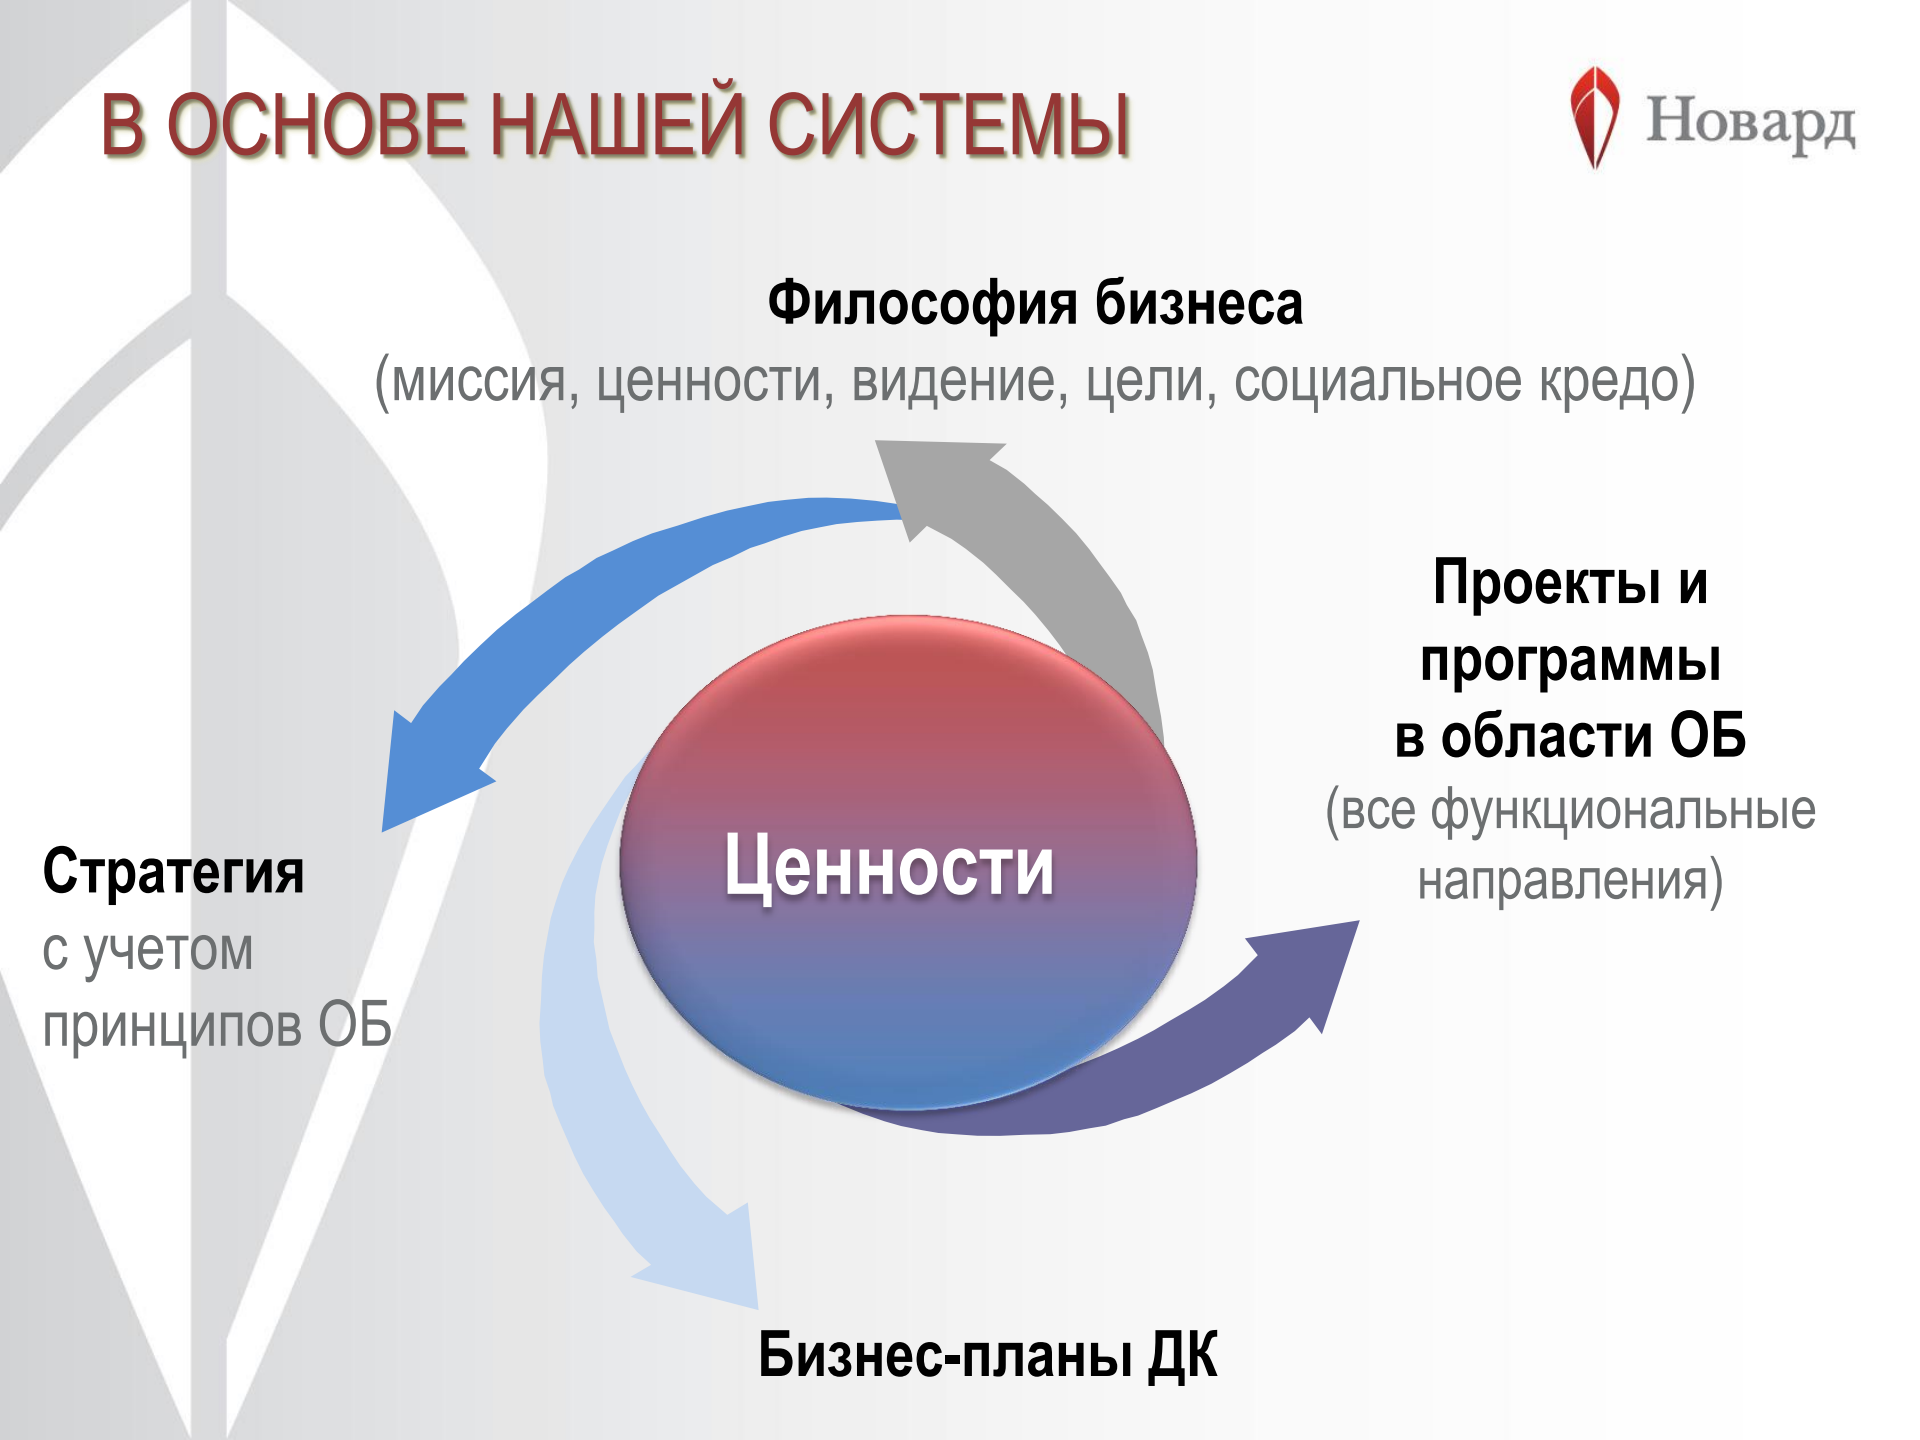 В ОСНОВЕ НАШЕЙ СИСТЕМЫ
Новард
Философия бизнеса
(миссия, ценности, видение, цели, социальное кредо)
Проекты и
программы
в области ОБ
(все функциональные
направления)
Ценности
Стратегия
с учетом
принципов ОБ
Бизнес-планы ДК